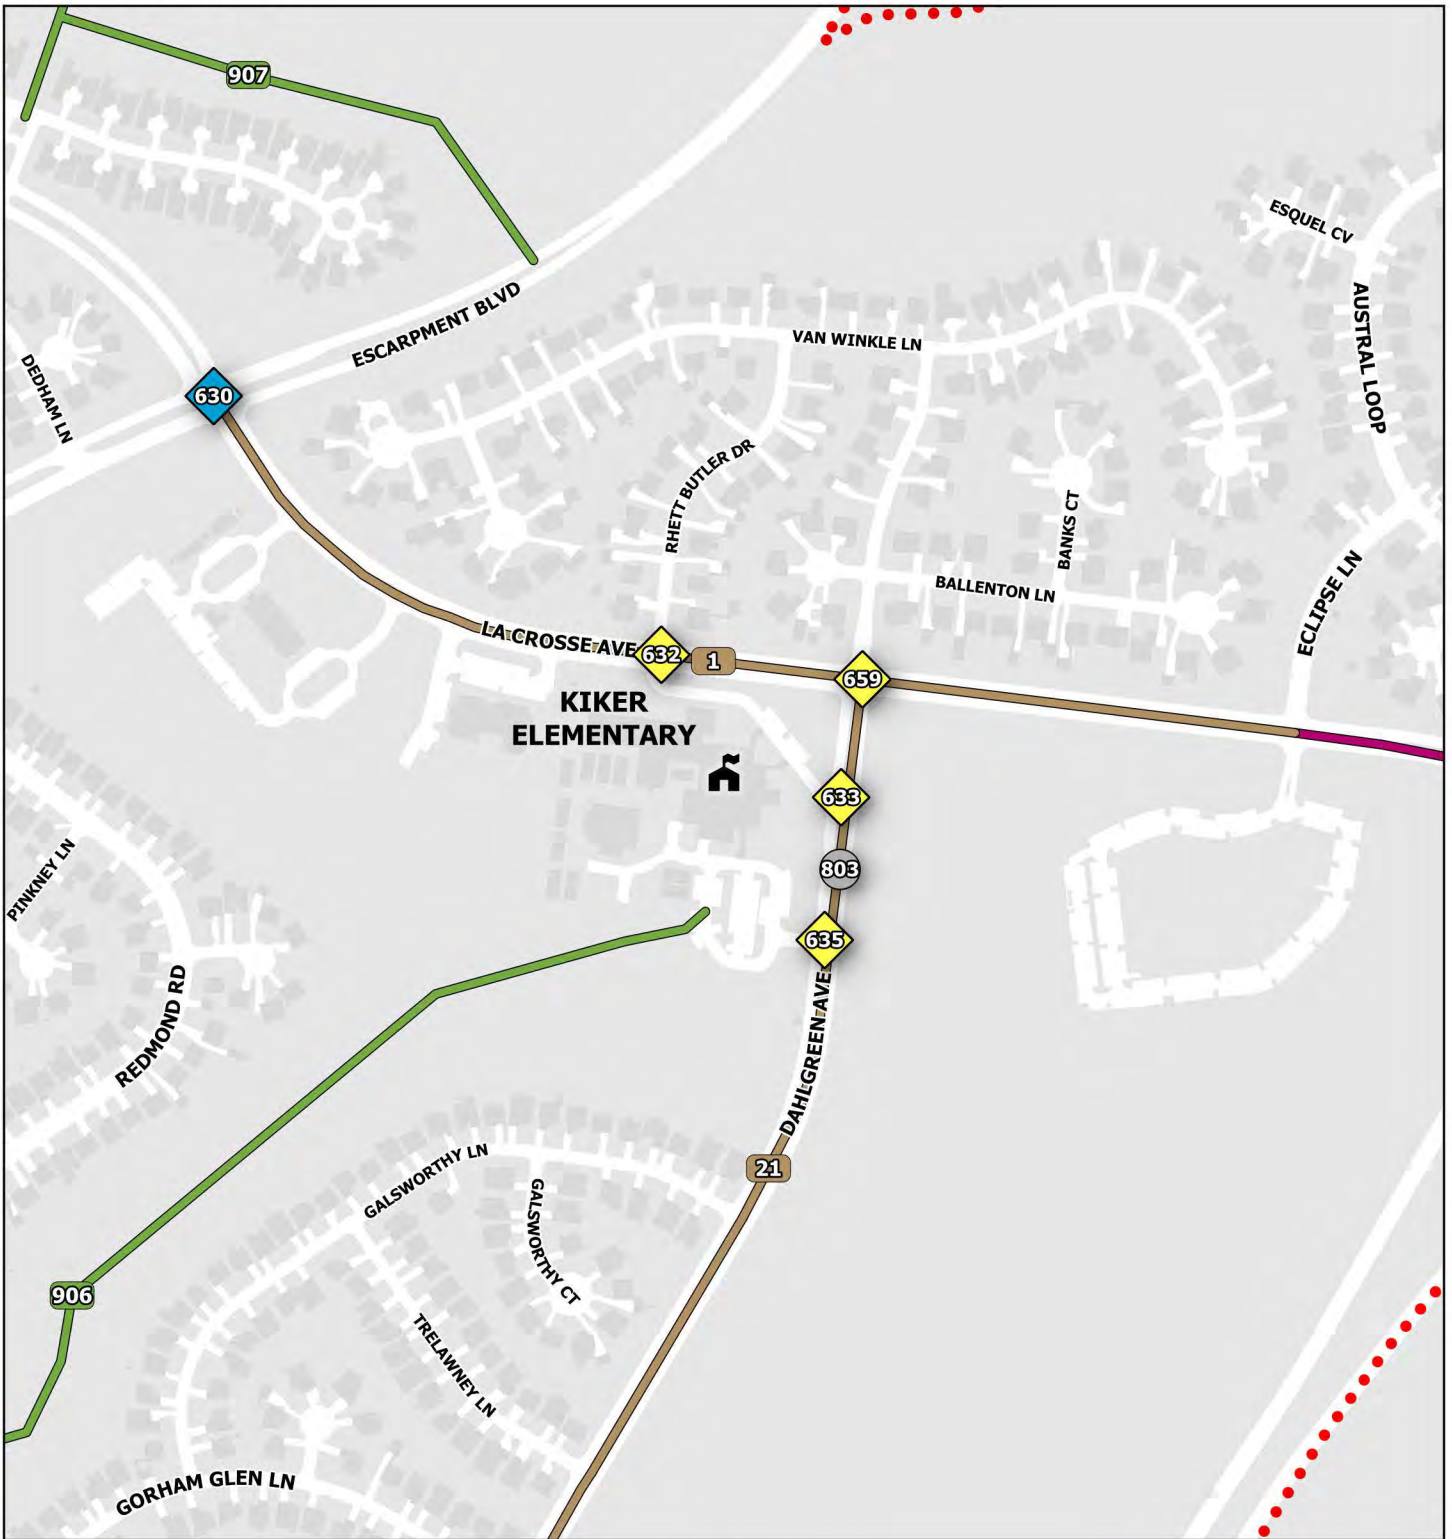 907
ESQUEL CV
ESCARPMENT BLVD
VAN WINKLE LN
AUSTRAL LOOP
DEDHAM LN
630
RHETT BUTLER DR
BANKS CT
BALLENTON LN
ECLIPSE LN
LA CROSSE AVE
632
1
659
KIKER
ELEMENTARY
633
PINKNEY LN
803
635
REDMOND RD
DAHLGREEN AVE
GALSWORTHY LN
21
GALSWORTHY CT
906
TRELAWNEY LN
GORHAM GLEN LN